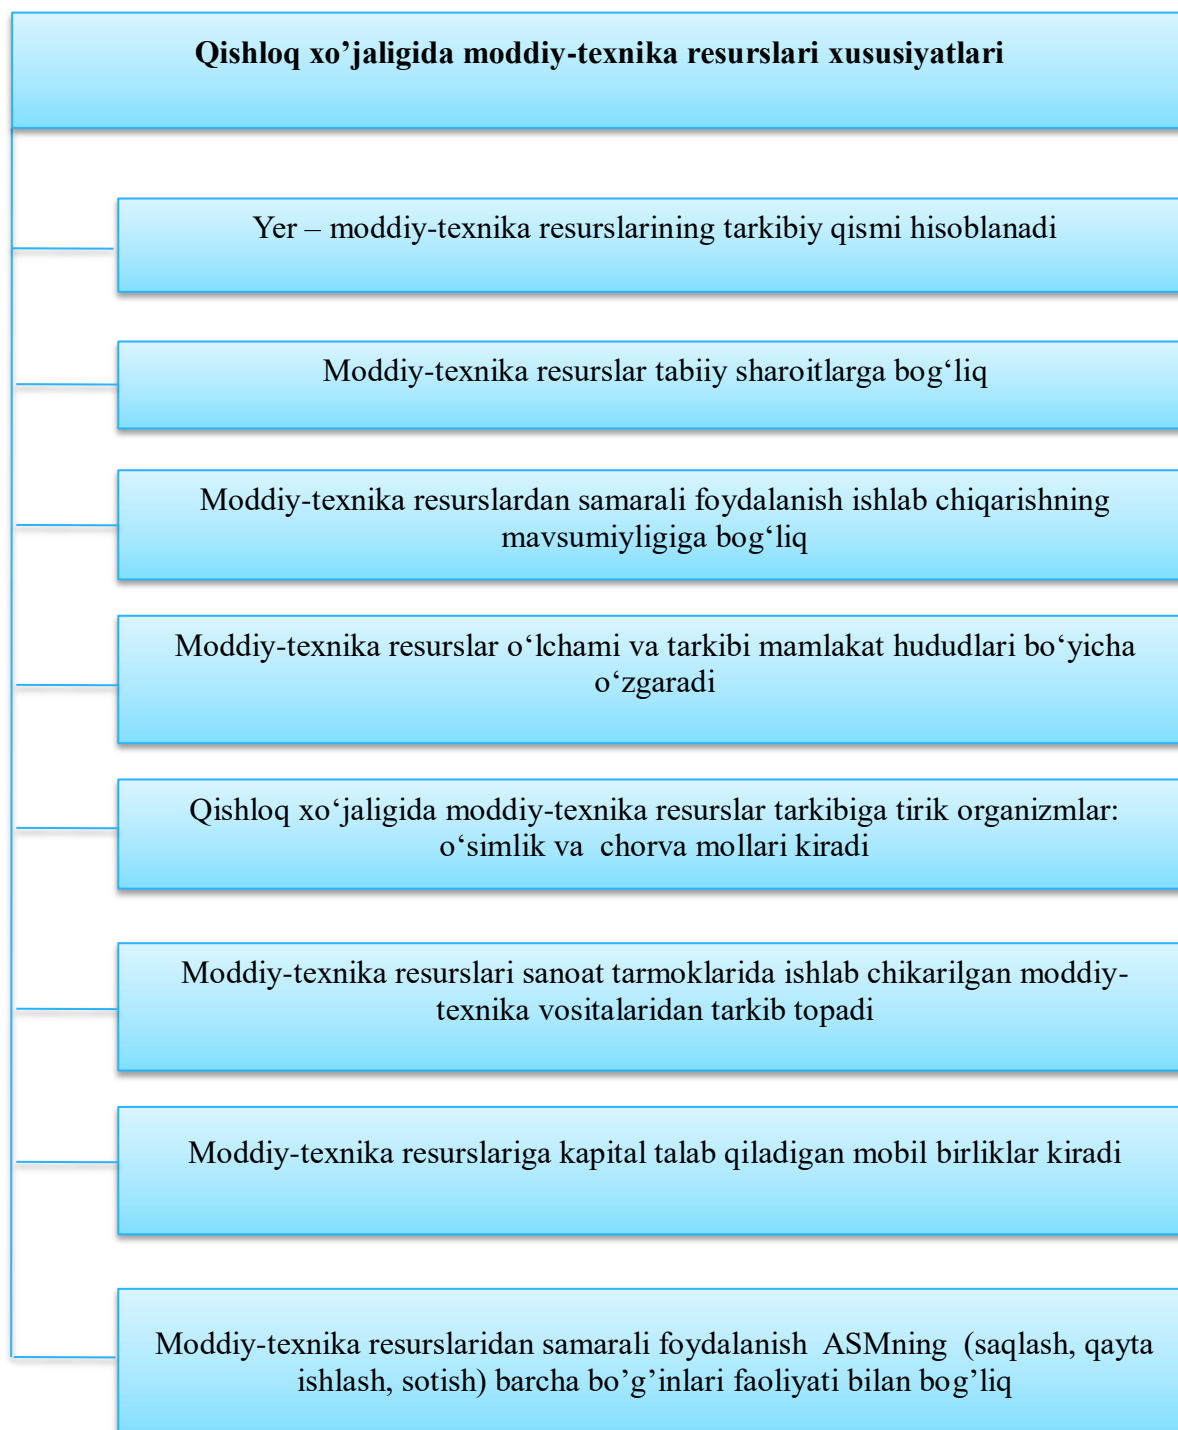 Qishloq xo’jaligida moddiy-texnika resurslari xususiyatlari
Yer – moddiy-texnika resurslarining tarkibiy qismi hisoblanadi
Moddiy-texnika resurslar tabiiy sharoitlarga bog‘liq
Moddiy-texnika resurslardan samarali foydalanish ishlab chiqarishning
mavsumiyligiga bog‘liq
Moddiy-texnika resurslar o‘lchami va tarkibi mamlakat hududlari bo‘yicha
o‘zgaradi
Qishloq xo‘jaligida moddiy-texnika resurslar tarkibiga tirik organizmlar:
o‘simlik va chorva mollari kiradi
Moddiy-texnika resurslari sanoat tarmoklarida ishlab chikarilgan moddiy-
texnika vositalaridan tarkib topadi
Moddiy-texnika resurslariga kapital talab qiladigan mobil birliklar kiradi
Moddiy-texnika resurslaridan samarali foydalanish ASMning (saqlash, qayta
ishlash, sotish) barcha bo’g’inlari faoliyati bilan bog’liq